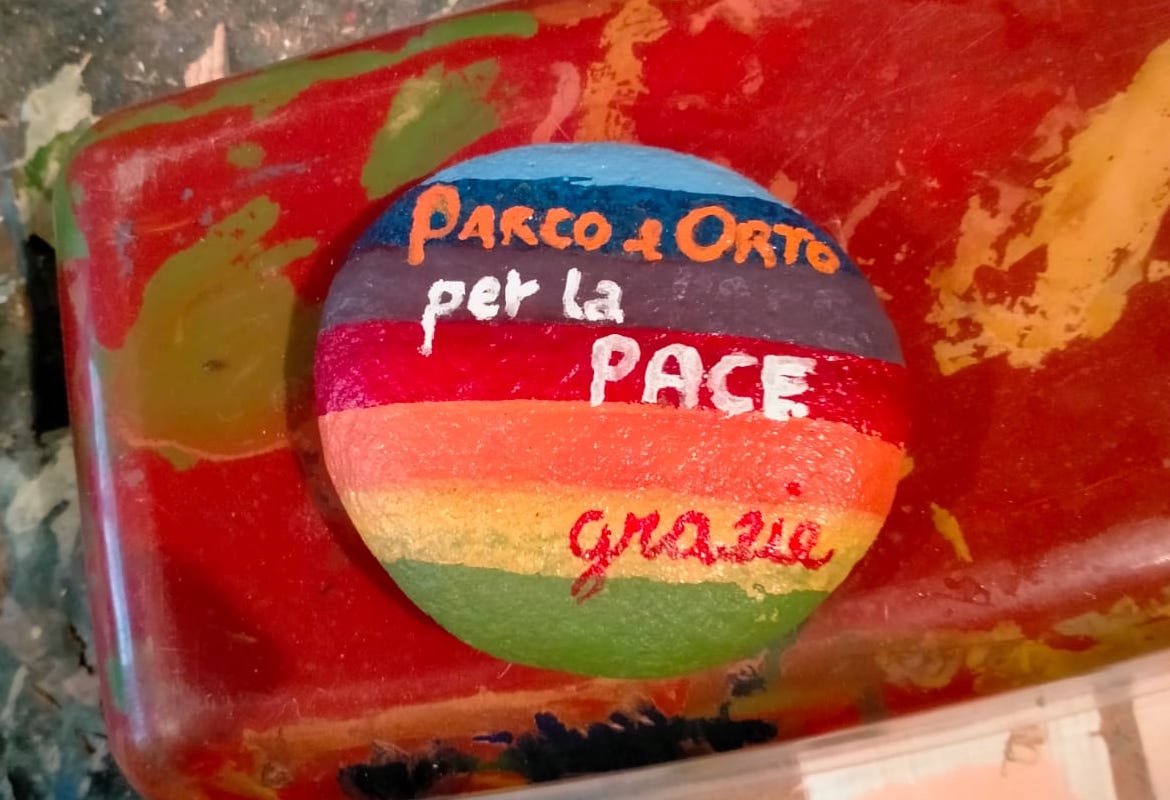 PARCO e ORTO
per la
PACE
grazie